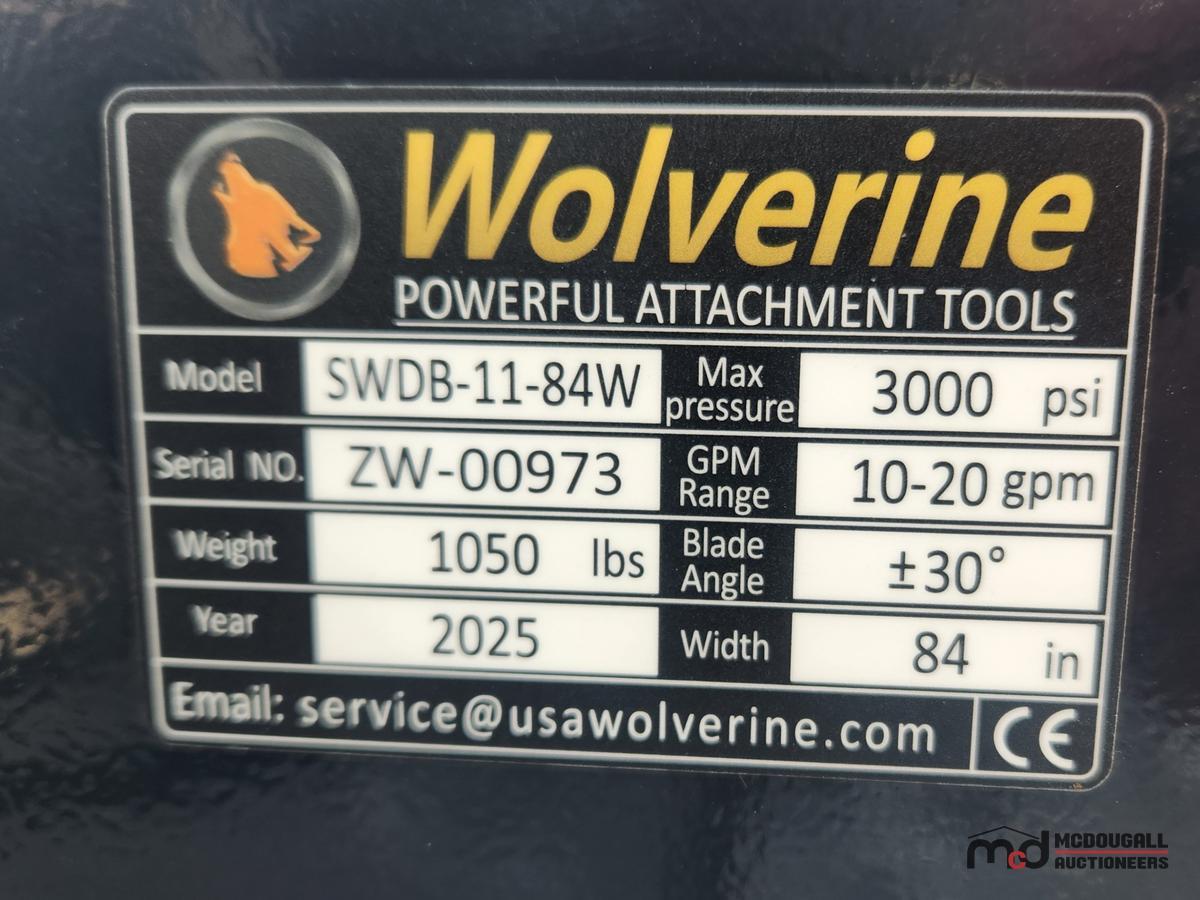 Wolverine
POWERFUL ATTACHMENT TOOLS
Model SWDB-11-84W Max pressure 3000 psi
Serial NO. ZW-00973 GPM Range 10-20 gpm
Weight 1050 lbs Blade Angle ±30°
Year 2025 Width 84 in
Email: service@usawolverine.com CE
mcd MCDOUGALL
AUCTIONEERS